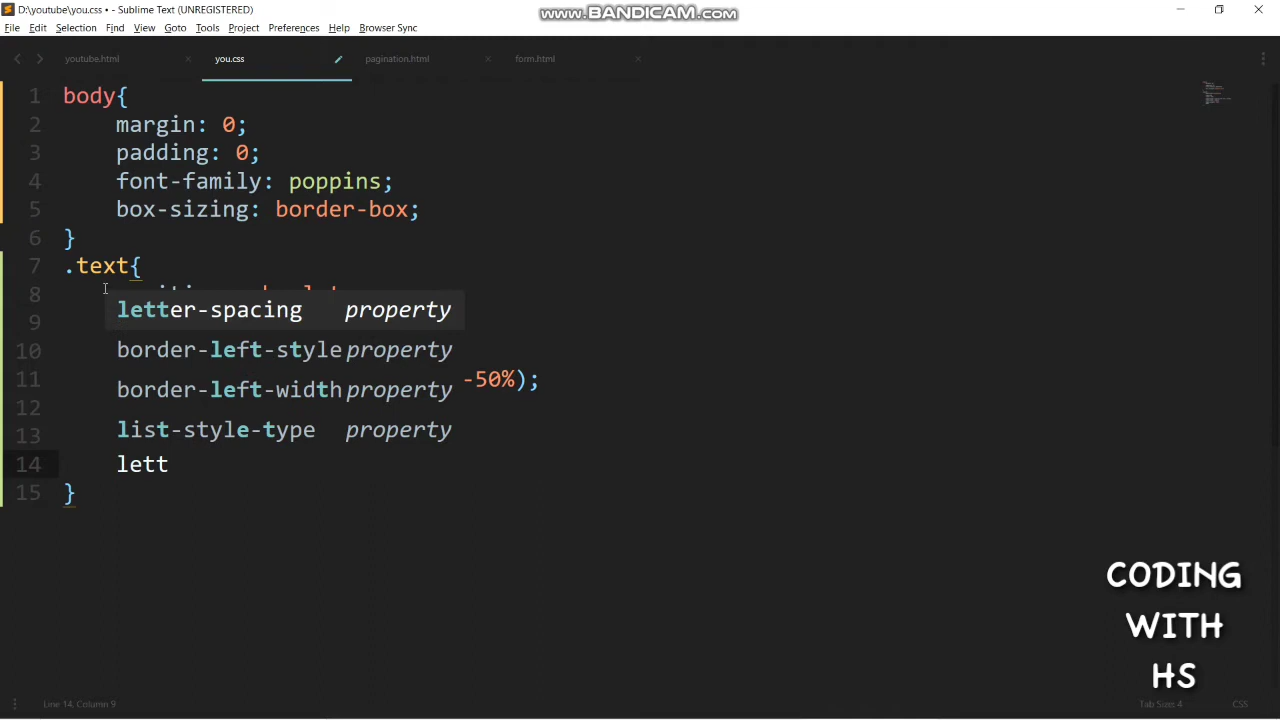 D:\youtube\you.css • - Sublime Text (UNREGISTERED)
www.BANDICAM.com
File Edit Selection Find View Goto Tools Project Preferences Help Browser Sync
youtube.html you.css pagination.html form.html
1 body{
2 margin: 0;
3 padding: 0;
4 font-family: poppins;
5 box-sizing: border-box;
6 }
7 .text{
8
letter-spacing property
9
10 border-left-style property
11 -50%);
border-left-width property
12
13 list-style-type property
14 lett
15 }
CODING
WITH
HS
Line 14, Column 9
Tab Size: 4 CSS